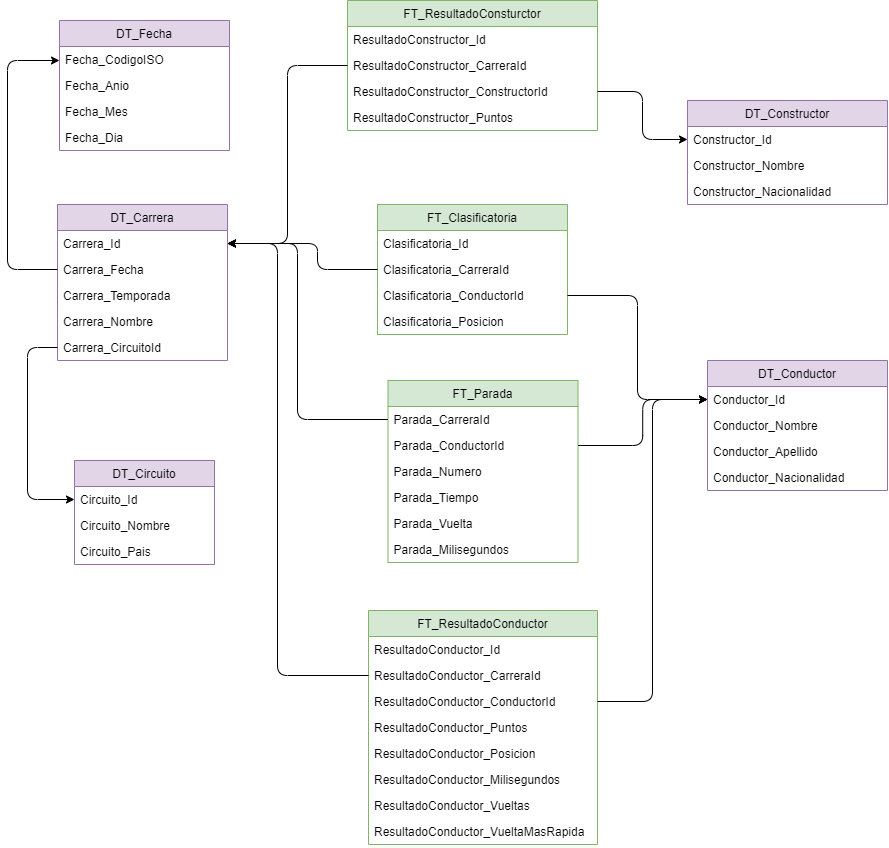 DT_Fecha
Fecha_CodigoISO
Fecha_Anio
Fecha_Mes
Fecha_Dia
FT_ResultadoConsturctor
ResultadoConstructor_Id
ResultadoConstructor_CarreraId
ResultadoConstructor_ConstructorId
ResultadoConstructor_Puntos
DT_Constructor
Constructor_Id
Constructor_Nombre
Constructor_Nacionalidad
DT_Carrera
Carrera_Id
Carrera_Fecha
Carrera_Temporada
Carrera_Nombre
Carrera_CircuitoId
FT_Clasificatoria
Clasificatoria_Id
Clasificatoria_CarreraId
Clasificatoria_ConductorId
Clasificatoria_Posicion
DT_Conductor
Conductor_Id
Conductor_Nombre
Conductor_Apellido
Conductor_Nacionalidad
FT_Parada
Parada_CarreraId
Parada_ConductorId
Parada_Numero
Parada_Tiempo
Parada_Vuelta
Parada_Milisegundos
DT_Circuito
Circuito_Id
Circuito_Nombre
Circuito_Pais
FT_ResultadoConductor
ResultadoConductor_Id
ResultadoConductor_CarreraId
ResultadoConductor_ConductorId
ResultadoConductor_Puntos
ResultadoConductor_Posicion
ResultadoConductor_Milisegundos
ResultadoConductor_Vueltas
ResultadoConductor_VueltaMasRapida